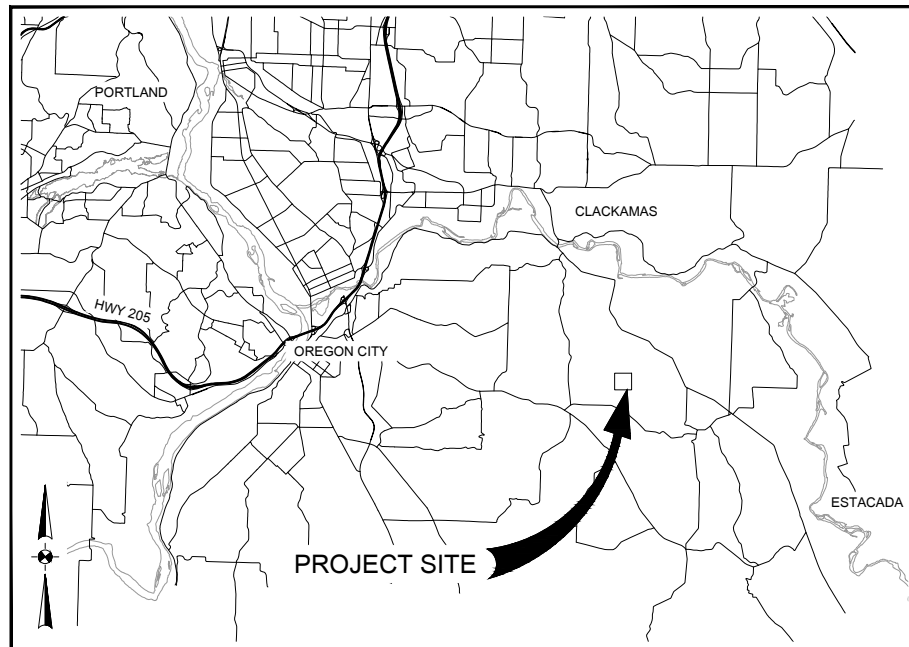 PORTLAND
CLACKAMAS
HWY 205
OREGON CITY
ESTACADA
PROJECT SITE